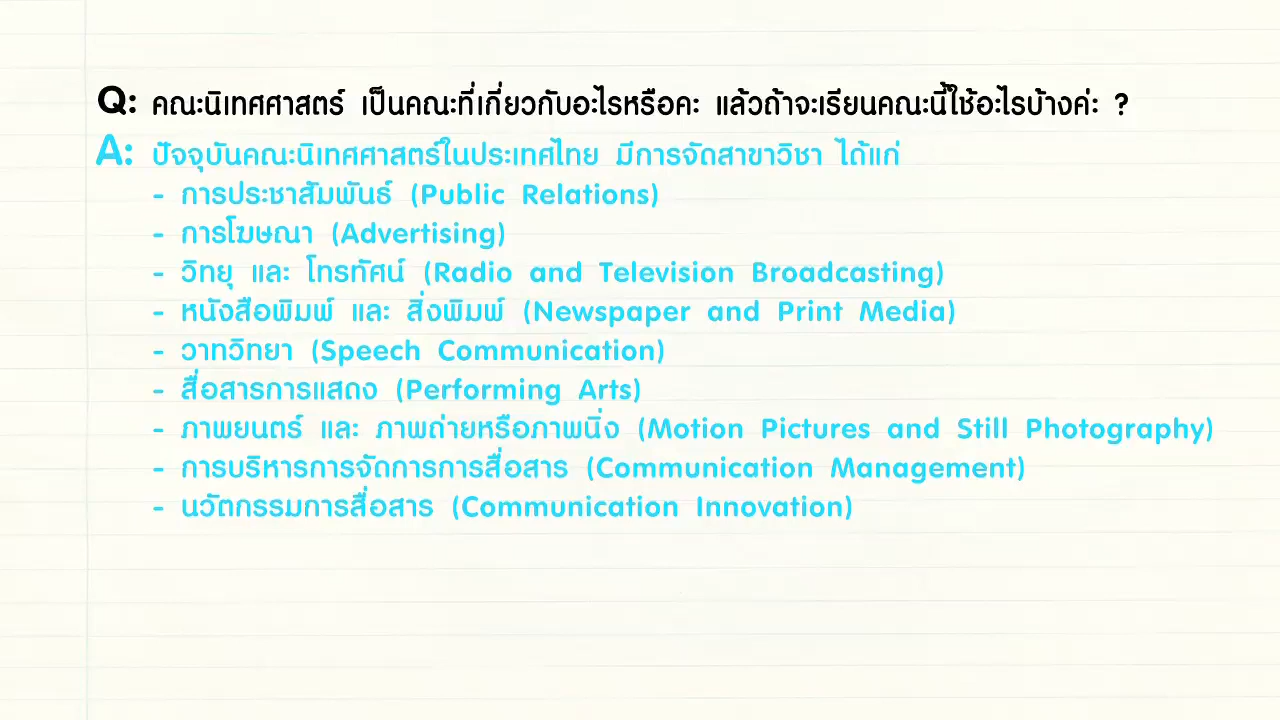 Q: คณะนิเทศศาสตร์ เป็นคณะที่เกี่ยวกับอะไรหรือคะ แล้วถ้าจะเรียนคณะนี้ใช้อะไรบ้างค่ะ ?
A: ปัจจุบันคณะนิเทศศาสตร์ในประเทศไทย มีการจัดสาขาวิชา ได้แก่
- การประชาสัมพันธ์ (Public Relations)
- การโฆษณา (Advertising)
- วิทยุ และ โทรทัศน์ (Radio and Television Broadcasting)
- หนังสือพิมพ์ และ สิ่งพิมพ์ (Newspaper and Print Media)
- วาทวิทยา (Speech Communication)
- สื่อสารการแสดง (Performing Arts)
- ภาพยนตร์ และ ภาพถ่ายหรือภาพนิ่ง (Motion Pictures and Still Photography)
- การบริหารการจัดการการสื่อสาร (Communication Management)
- นวัตกรรมการสื่อสาร (Communication Innovation)